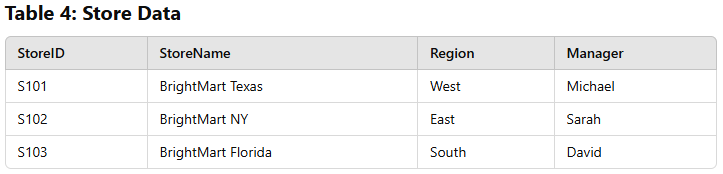 Table 4: Store Data
StoreID StoreName Region Manager
S101 BrightMart Texas West Michael
S102 BrightMart NY East Sarah
S103 BrightMart Florida South David